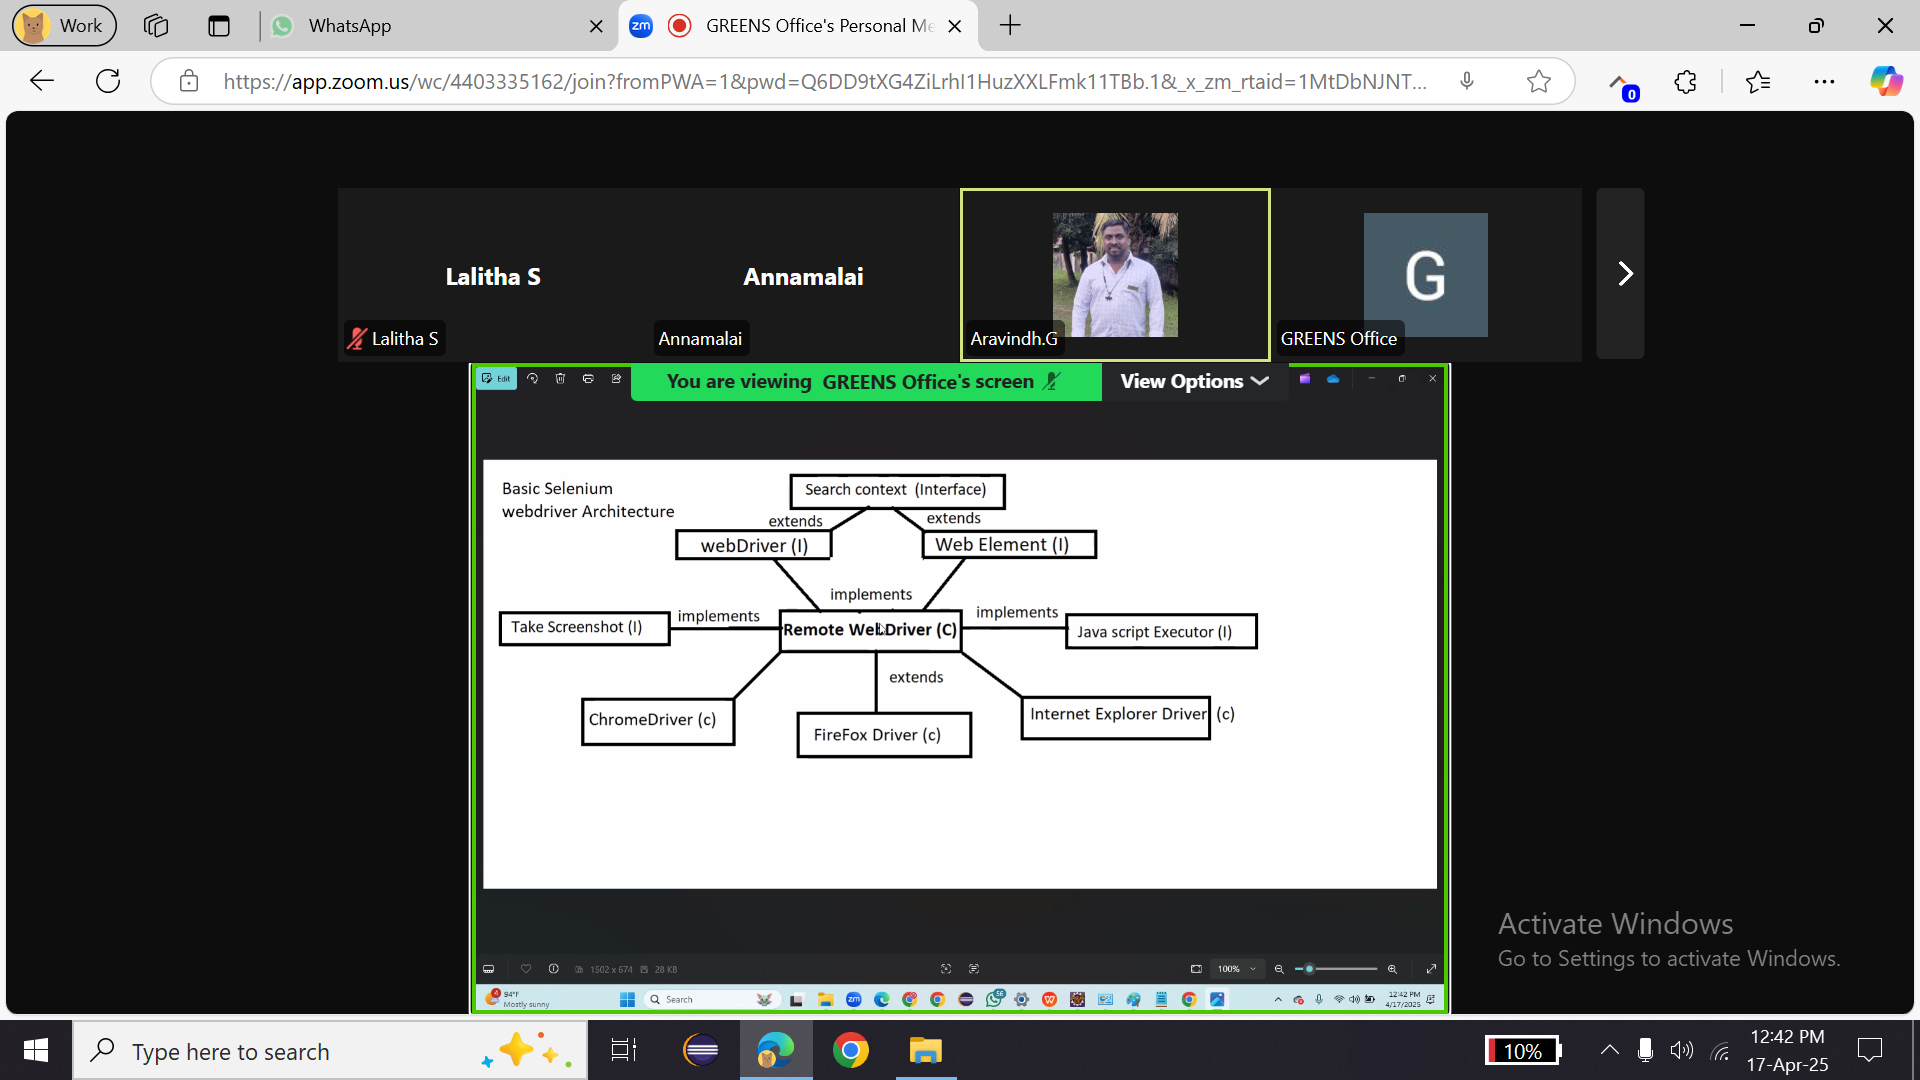 Work
WhatsApp
zm
GREENS Office's Personal Me
https://app.zoom.us/wc/4403335162/join?fromPWA=1&pwd=Q6DD9tXG4ZiLrhI1HuzXXLFmk11TBb.1&_x_zm_rtaid=1MtDbNJNT...
0
Lalitha S
Annamalai
G
Lalitha S
Annamalai
Aravindh.G
GREENS Office
Edit
You are viewing GREENS Office's screen
View Options
Basic Selenium
webdriver Architecture
Search context (Interface)
extends
extends
webDriver (I)
Web Element (I)
implements
Take Screenshot (I)
implements
Remote WebDriver (C)
implements
Java script Executor (I)
extends
ChromeDriver (c)
FireFox Driver (c)
Internet Explorer Driver (c)
Activate Windows
Go to Settings to activate Windows.
1502 x 674
28 KB
100%
4
94°F
Mostly sunny
Search
zm
56
12:42 PM
4/17/2025
Type here to search
10%
12:42 PM
17-Apr-25